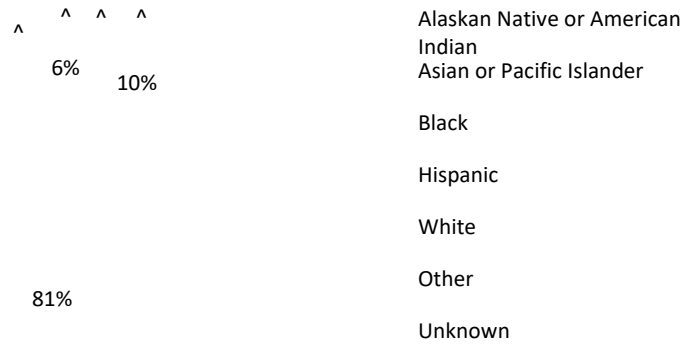 ^ ^ ^ ^
Alaskan Native or American
Indian
6%
Asian or Pacific Islander
10%
Black
Hispanic
White
Other
81%
Unknown